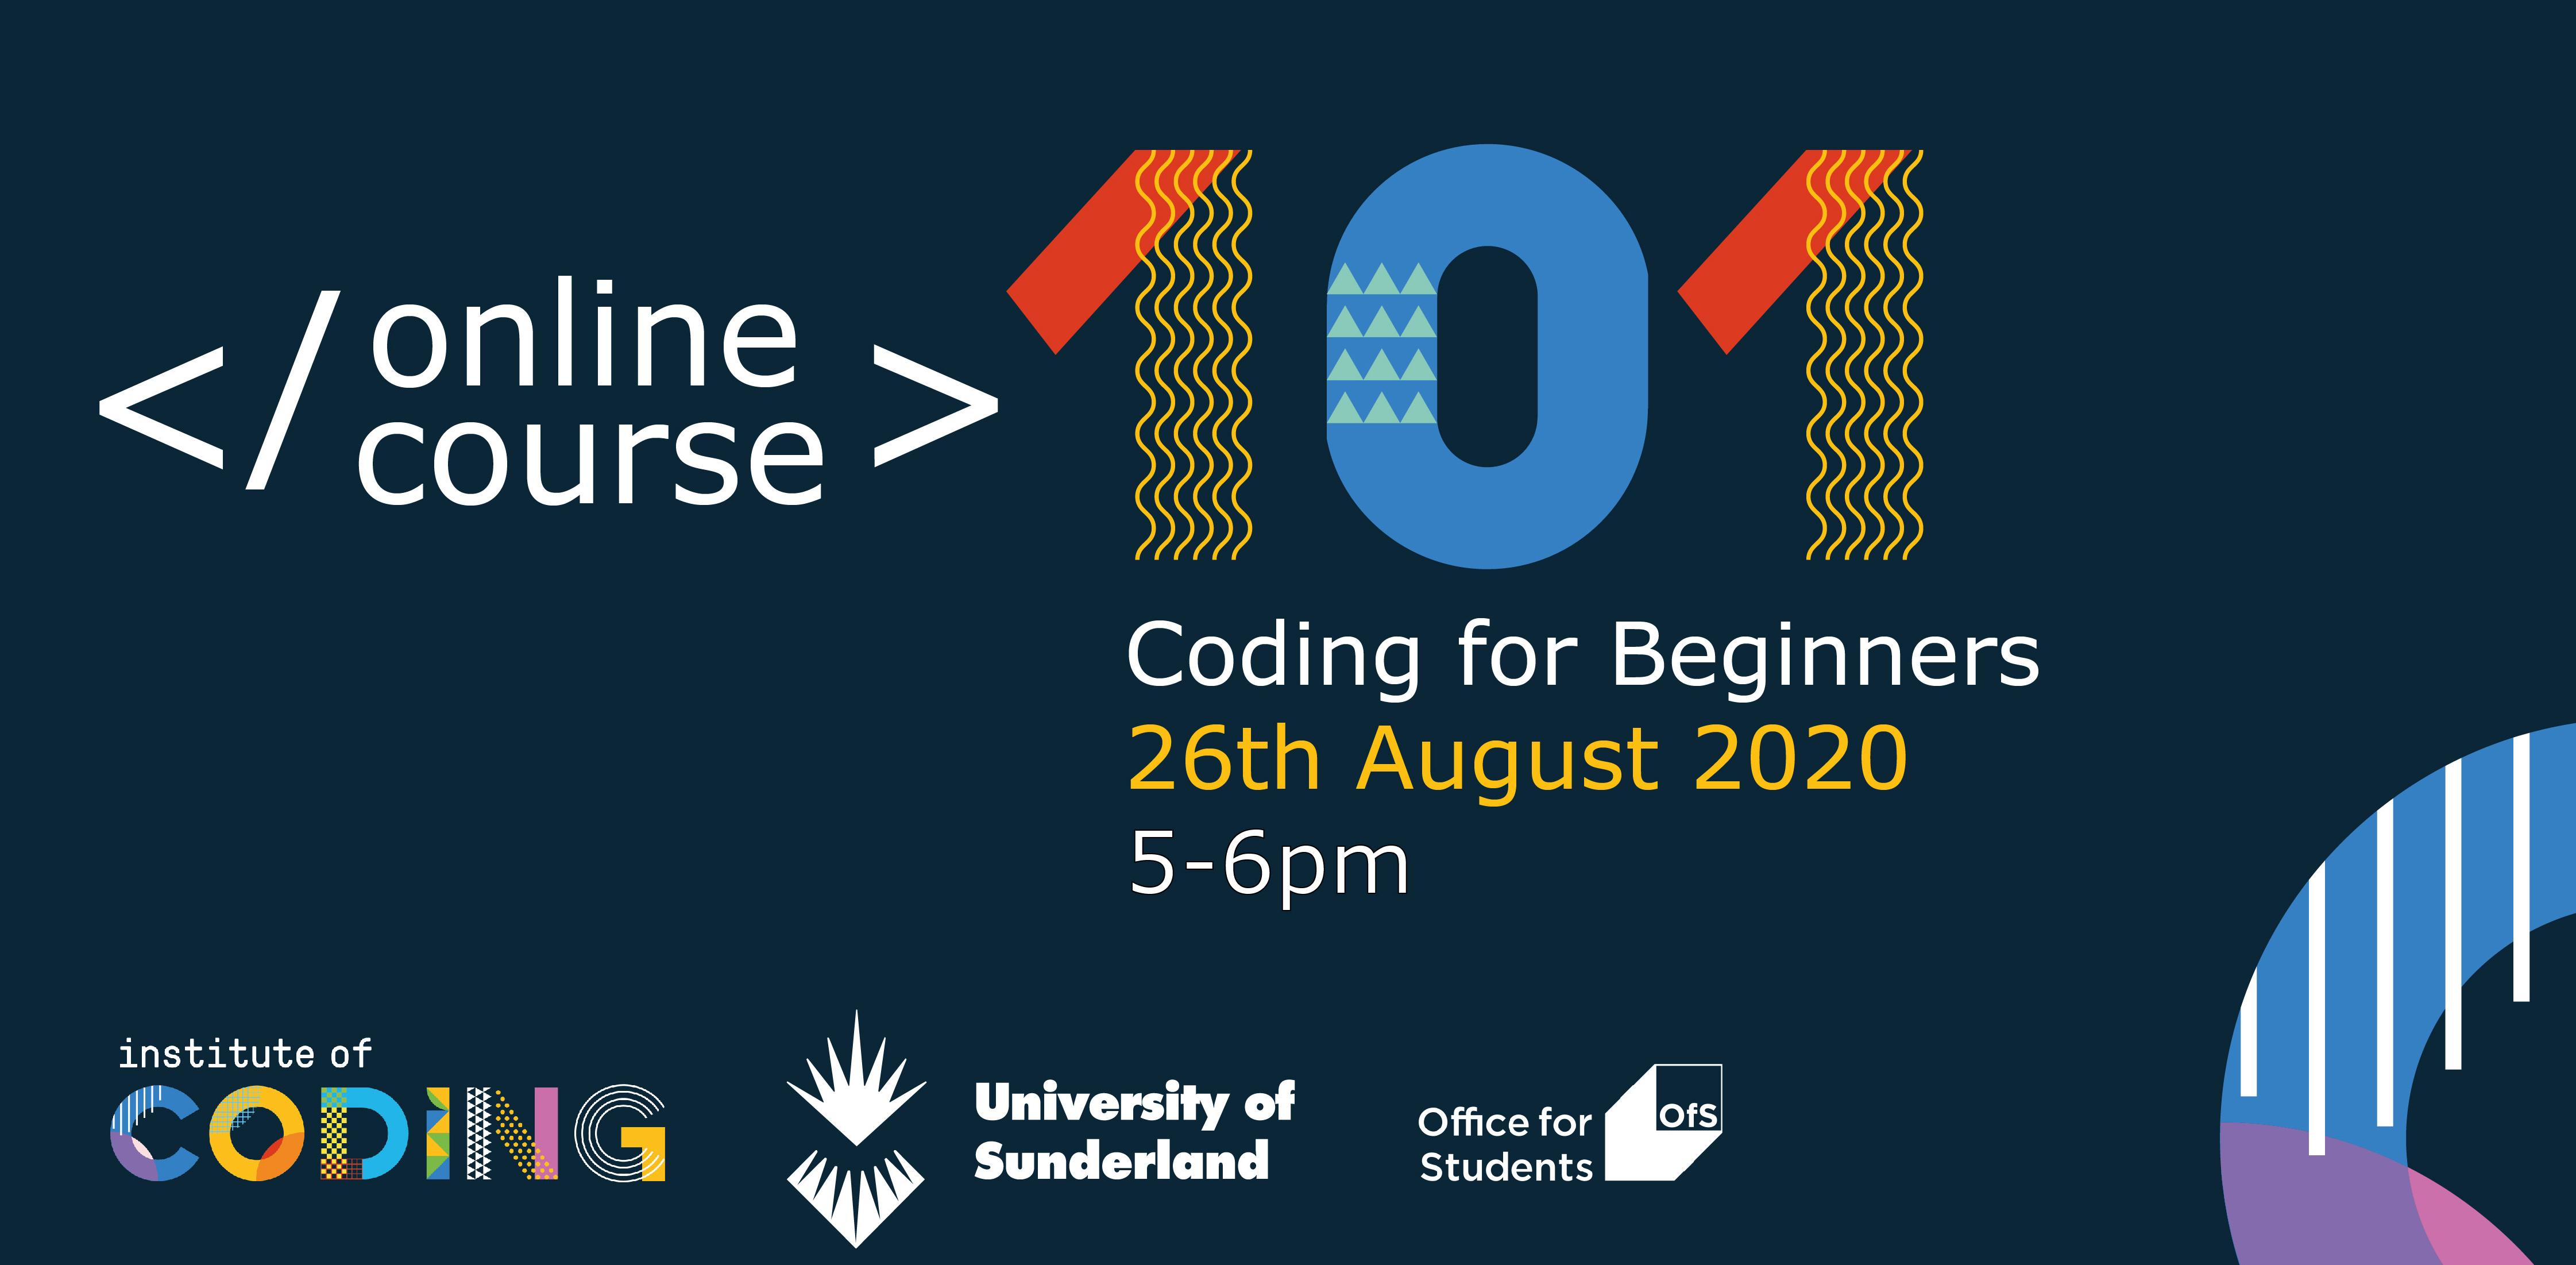 </ online
course >
101
Coding for Beginners
26th August 2020
5-6pm
institute of
CODING
University of
Sunderland
Office for
Students
OfS